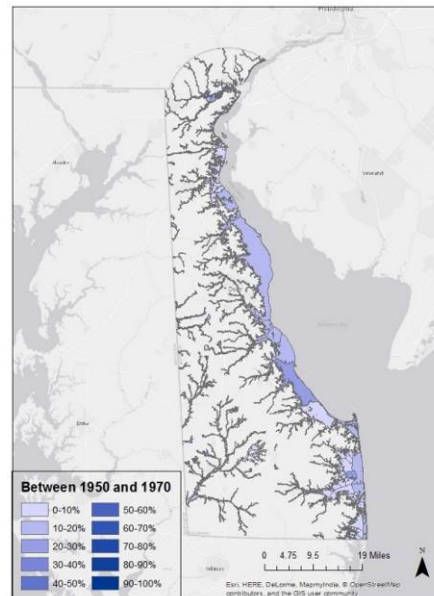 Philadelphia
Between 1950 and 1970
0-10%
10-20%
20-30%
30-40%
40-50%
50-60%
60-70%
70-80%
80-90%
90-100%
0 4.75 9.5 19 Miles
N
Esri, HERE, DeLorme, MapmyIndia, © OpenStreetMap
contributors, and the GIS user community